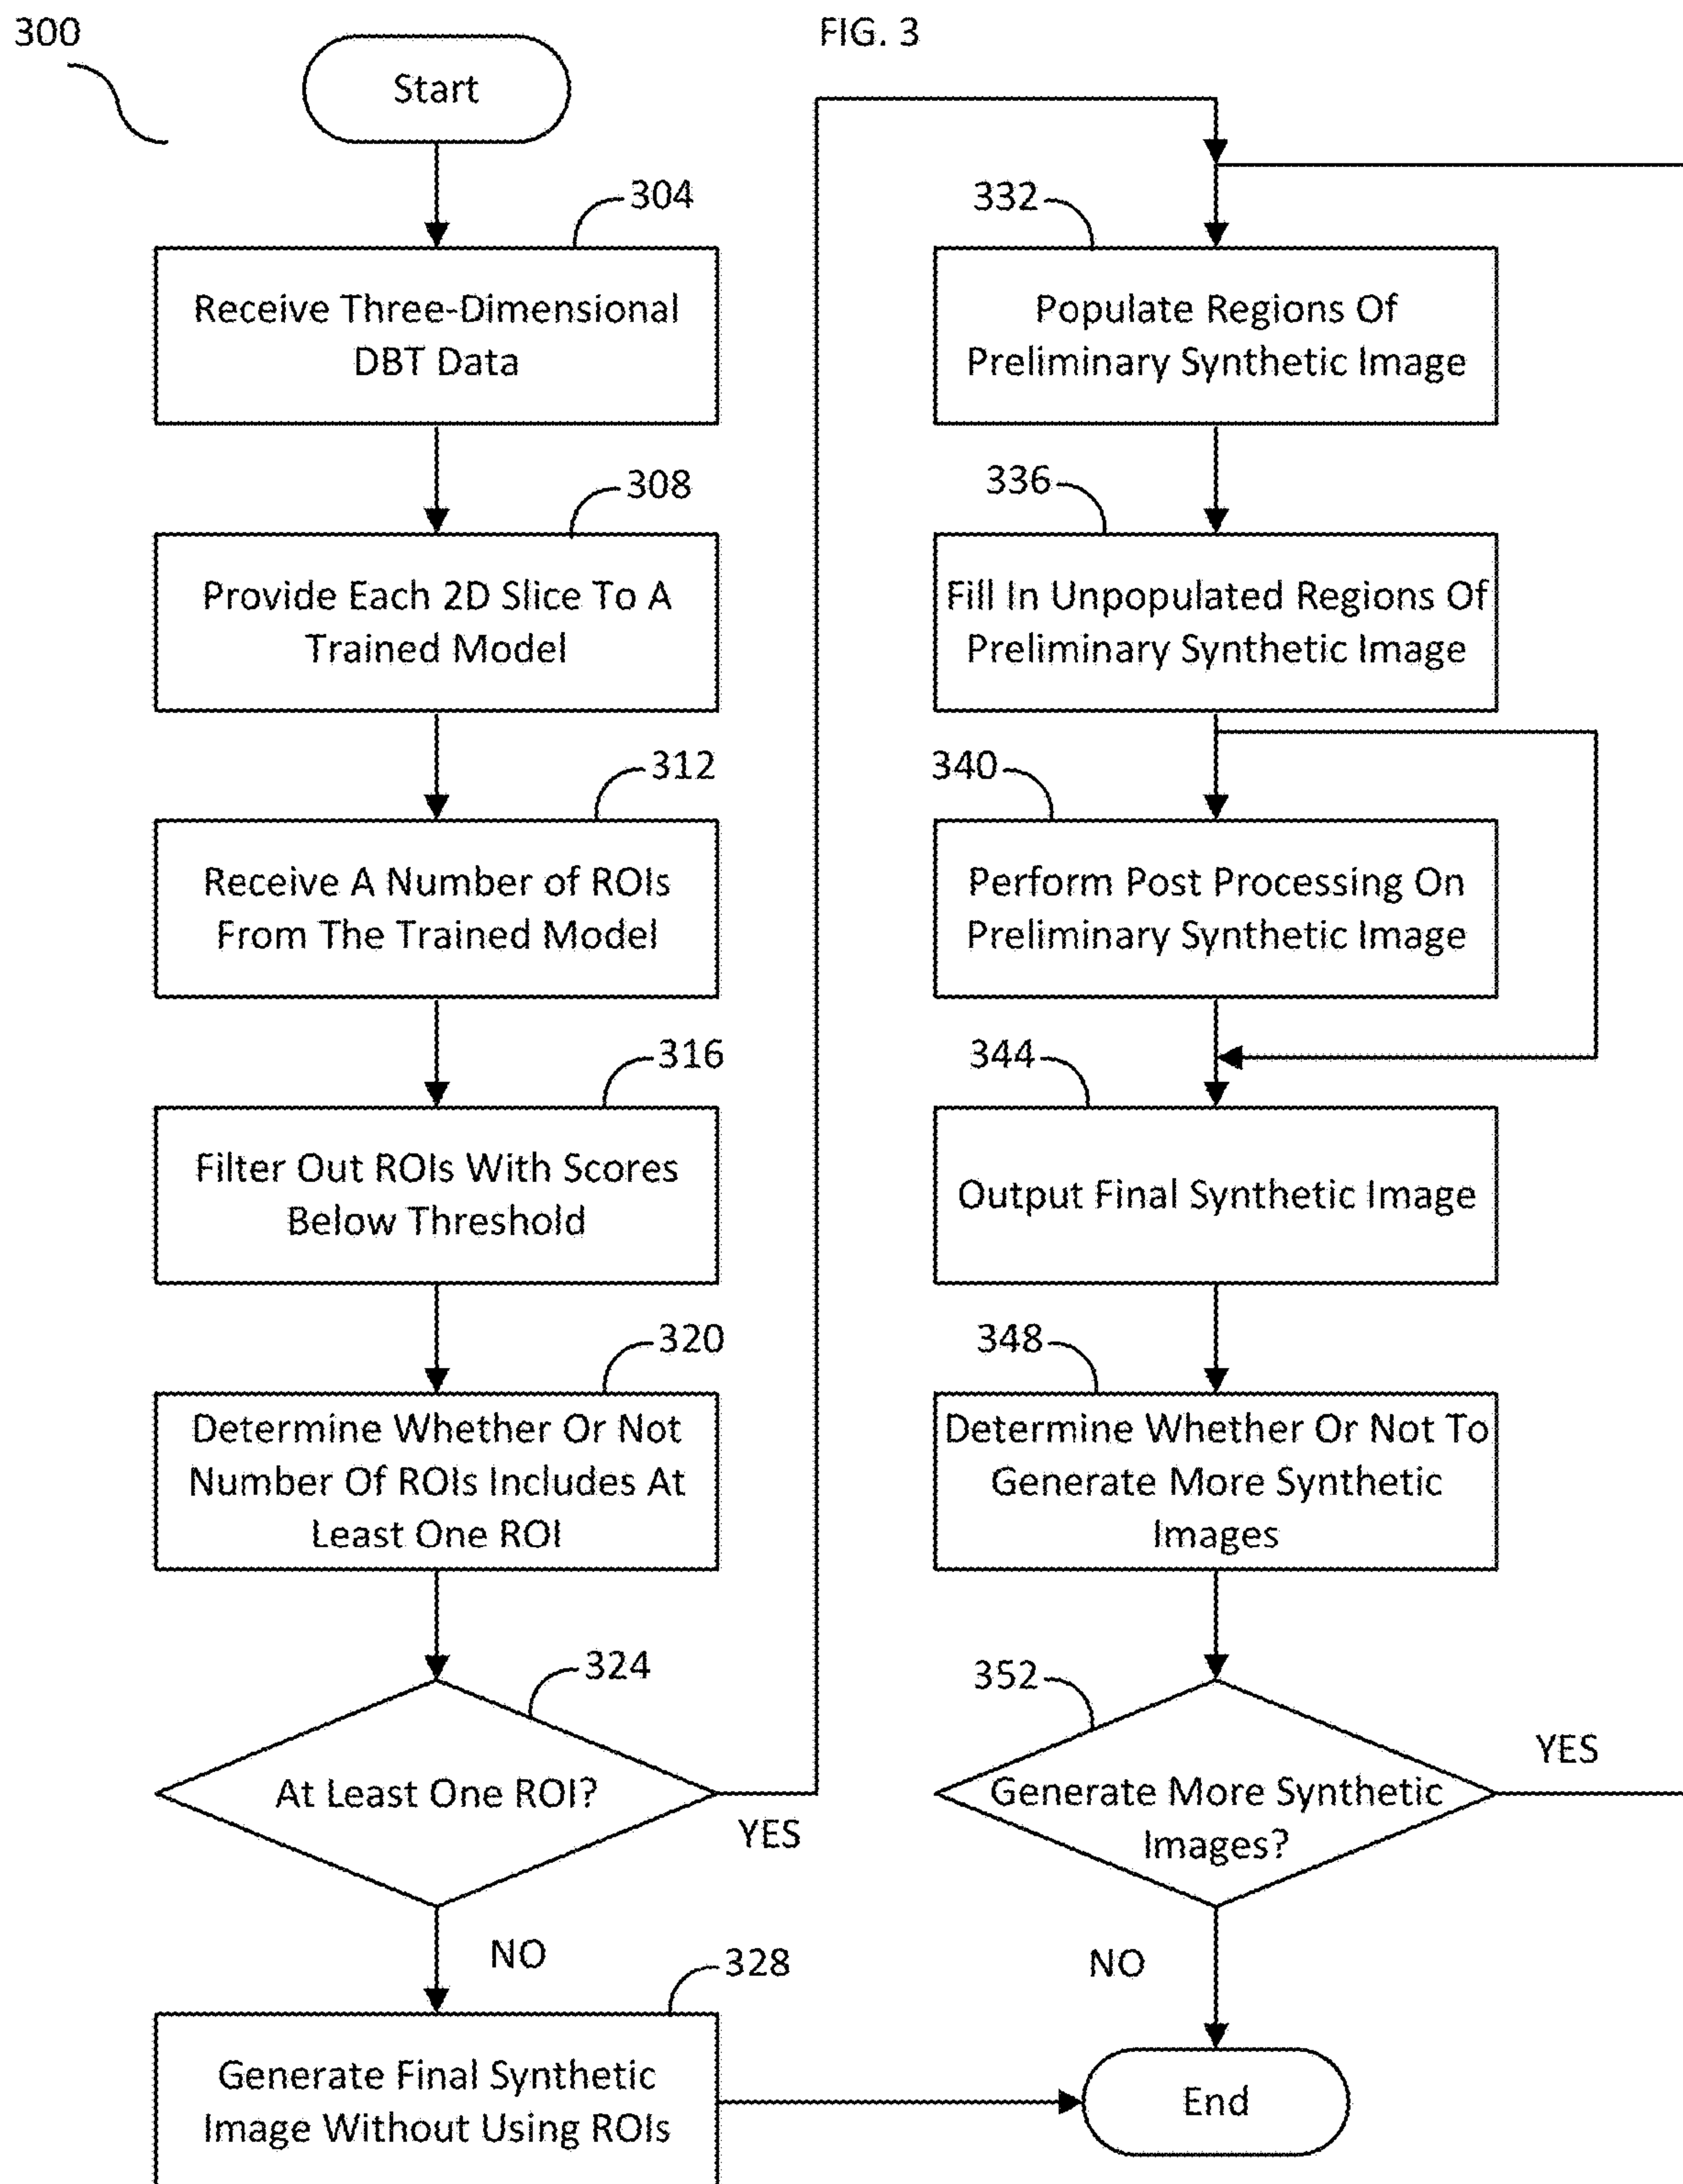 300
FIG. 3
Start
304
Receive Three-Dimensional
DBT Data
308
Provide Each 2D Slice To A
Trained Model
312
Receive A Number of ROIs
From The Trained Model
316
Filter Out ROIs With Scores
Below Threshold
320
Determine Whether Or Not
Number Of ROIs Includes At
Least One ROI
324
At Least One ROI?
YES
NO
328
Generate Final Synthetic
Image Without Using ROIs
332
Populate Regions Of
Preliminary Synthetic Image
336
Fill In Unpopulated Regions Of
Preliminary Synthetic Image
340
Perform Post Processing On
Preliminary Synthetic Image
344
Output Final Synthetic Image
348
Determine Whether Or Not To
Generate More Synthetic
Images
352
Generate More Synthetic
Images?
YES
NO
End